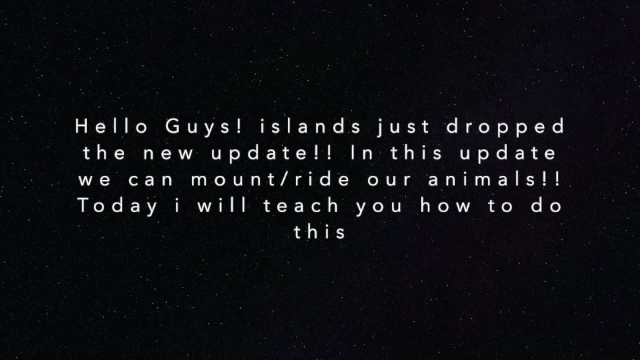 Hello Guys! islands just dropped
the new update!! In this update
we can mount/ride our animals!!
Today i will teach you how to do
this